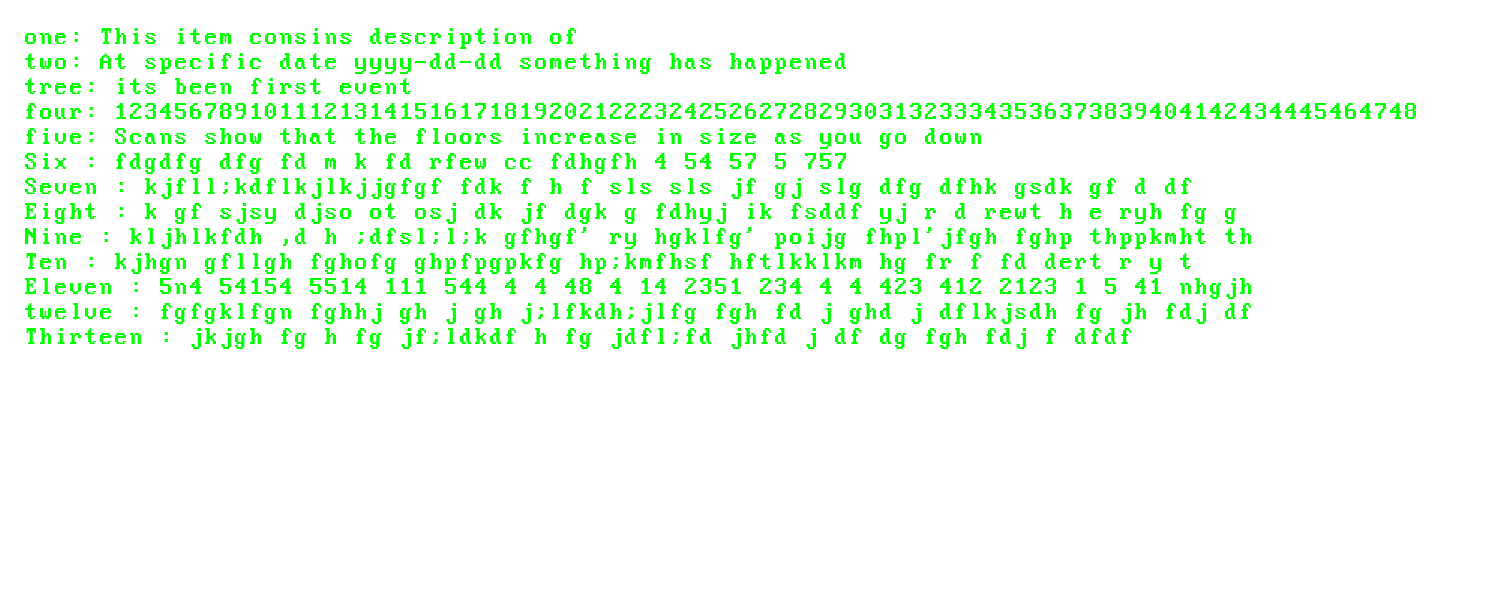 one: This item consins description of
two: At specific date yyyy-dd-dd something has happened
tree: its been first event
four: 123456789101112131415161718192021222324252627282930313233343536373839404142434445464748
five: Scans show that the floors increase in size as you go down
Six : fdgdfg dfg fd m k fd rfew cc fdhgfh 4 54 57 5 757
Seven : kjfll;kdflkjlkjjgfgf fdk f h f sls sls jf gj slg dfg dfhk gsdk gf d df
Eight : k gf sjsy djso ot osj dk jf dgk g fdhyj ik fsddf yj r d rewt h e ryh fg g
Nine : kljhlkfdh ,d h ;dfsl;l;k gfhgf' ry hgklfg' poijg fhpl'jfgh fghp thppkmht th
Ten : kjhgn gfllgh fghofg ghpfpgpkfg hp;kmfhsf hftlkklkm hg fr f fd dert r y t
Eleven : 5n4 54154 5514 111 544 4 4 48 4 14 2351 234 4 4 423 412 2123 1 5 41 nhgjh
twelve : fgfgklfgn fghhj gh j gh j;lfkdh;jlfg fgh fd j ghd j dflkjsdh fg jh fdj df
Thirteen : jkjgh fg h fg jf;ldkdf h fg jdfl;fd jhfd j df dg fgh fdj f dfdf